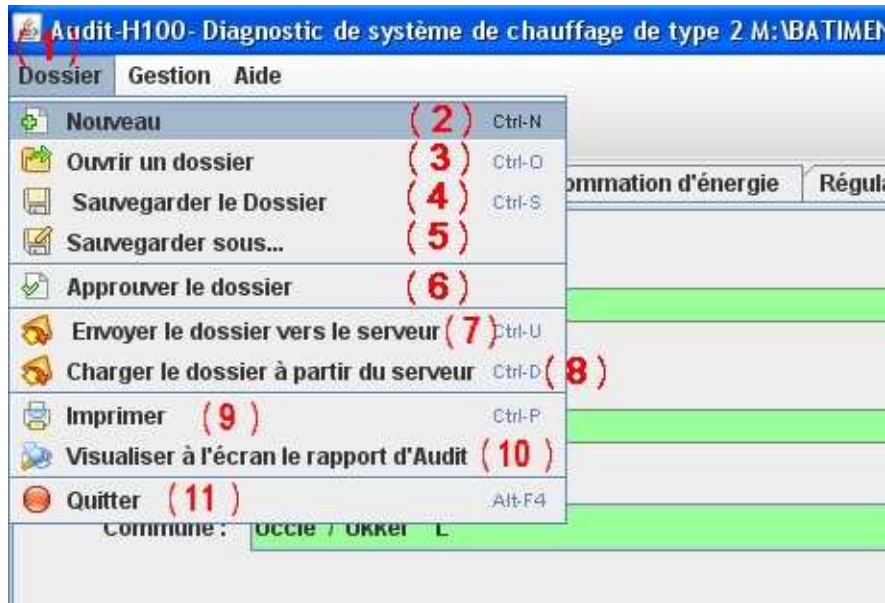 Audit-H100- Diagnostic de système de chauffage de type 2 M:\BATIMEN
(1)
Dossier Gestion Aide
Nouveau (2) Ctrl-N
Ouvrir un dossier (3) Ctrl-O
Sauvegarder le Dossier (4) Ctrl-S
ommation d'énergie Régula
Sauvegarder sous... (5)
Approuver le dossier (6)
Envoyer le dossier vers le serveur (7) Ctrl-U
Charger le dossier à partir du serveur Ctrl-D (8)
Imprimer (9) Ctrl-P
Visualiser à l'écran le rapport d'Audit (10)
Quitter (11) Alt-F4
Commune : Uccle / Ukkel